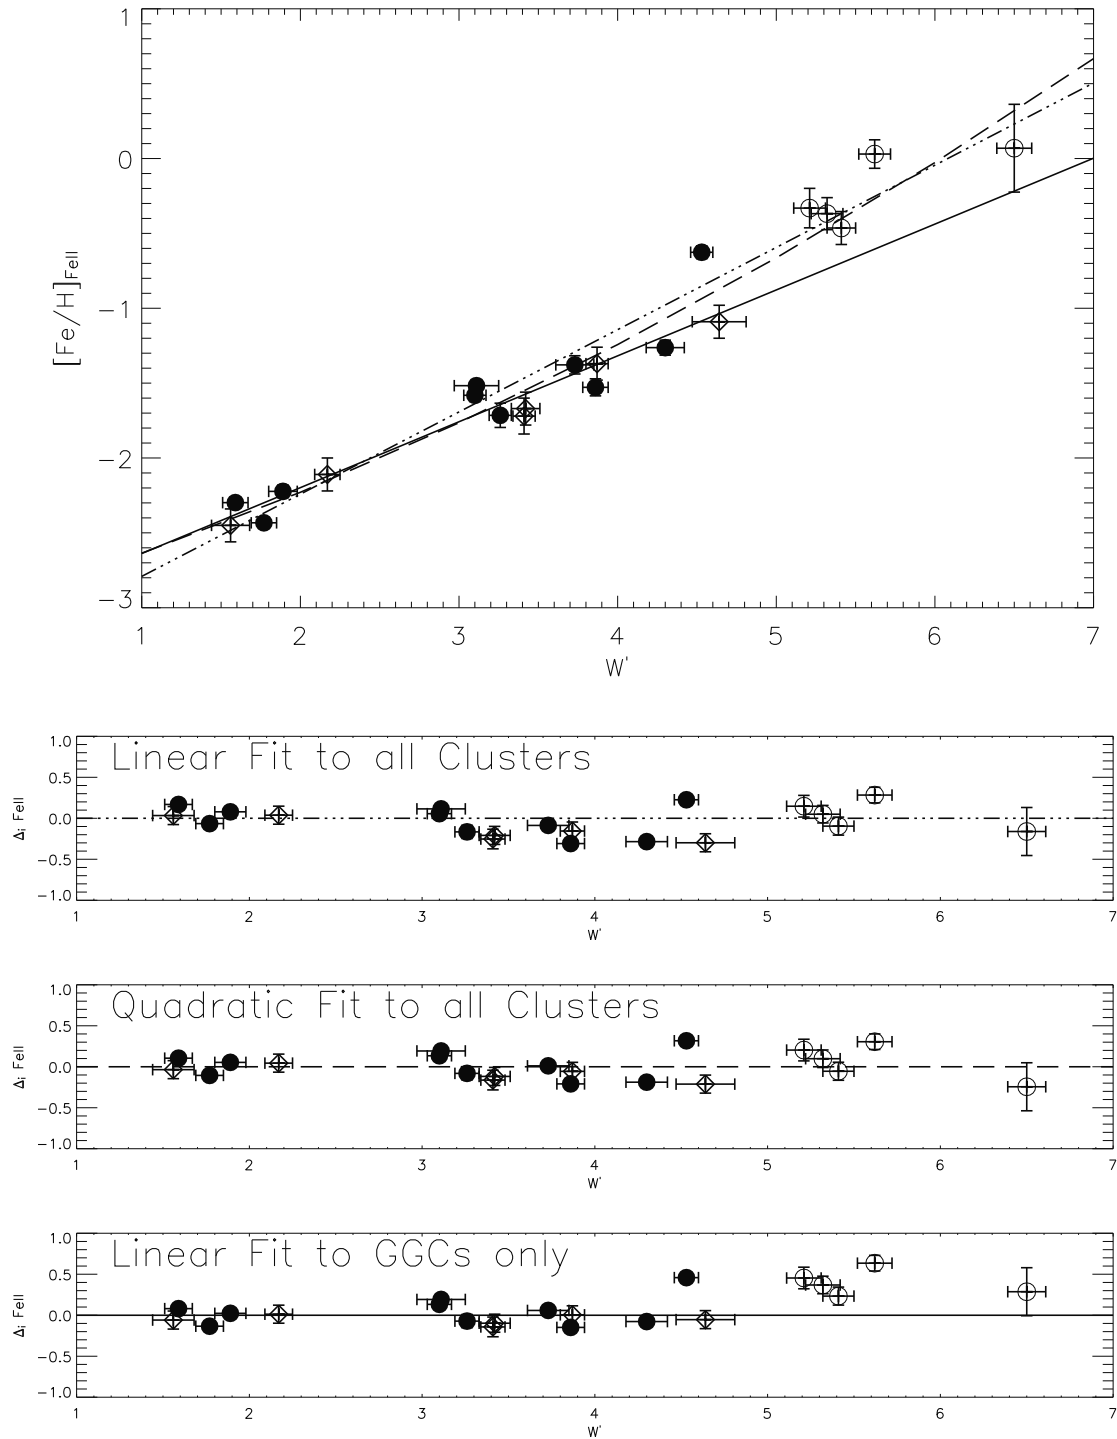 1
0
−1
−2
−3
[Fe/H]FeII
1 2 3 4 5 6 7
W'
Linear Fit to all Clusters
1.0
0.5
0.0
−0.5
−1.0
Δi FeII
1 2 3 4 5 6 7
W'
Quadratic Fit to all Clusters
1.0
0.5
0.0
−0.5
−1.0
Δi FeII
1 2 3 4 5 6 7
W'
Linear Fit to GGCs only
1.0
0.5
0.0
−0.5
−1.0
Δi FeII
1 2 3 4 5 6 7
W'